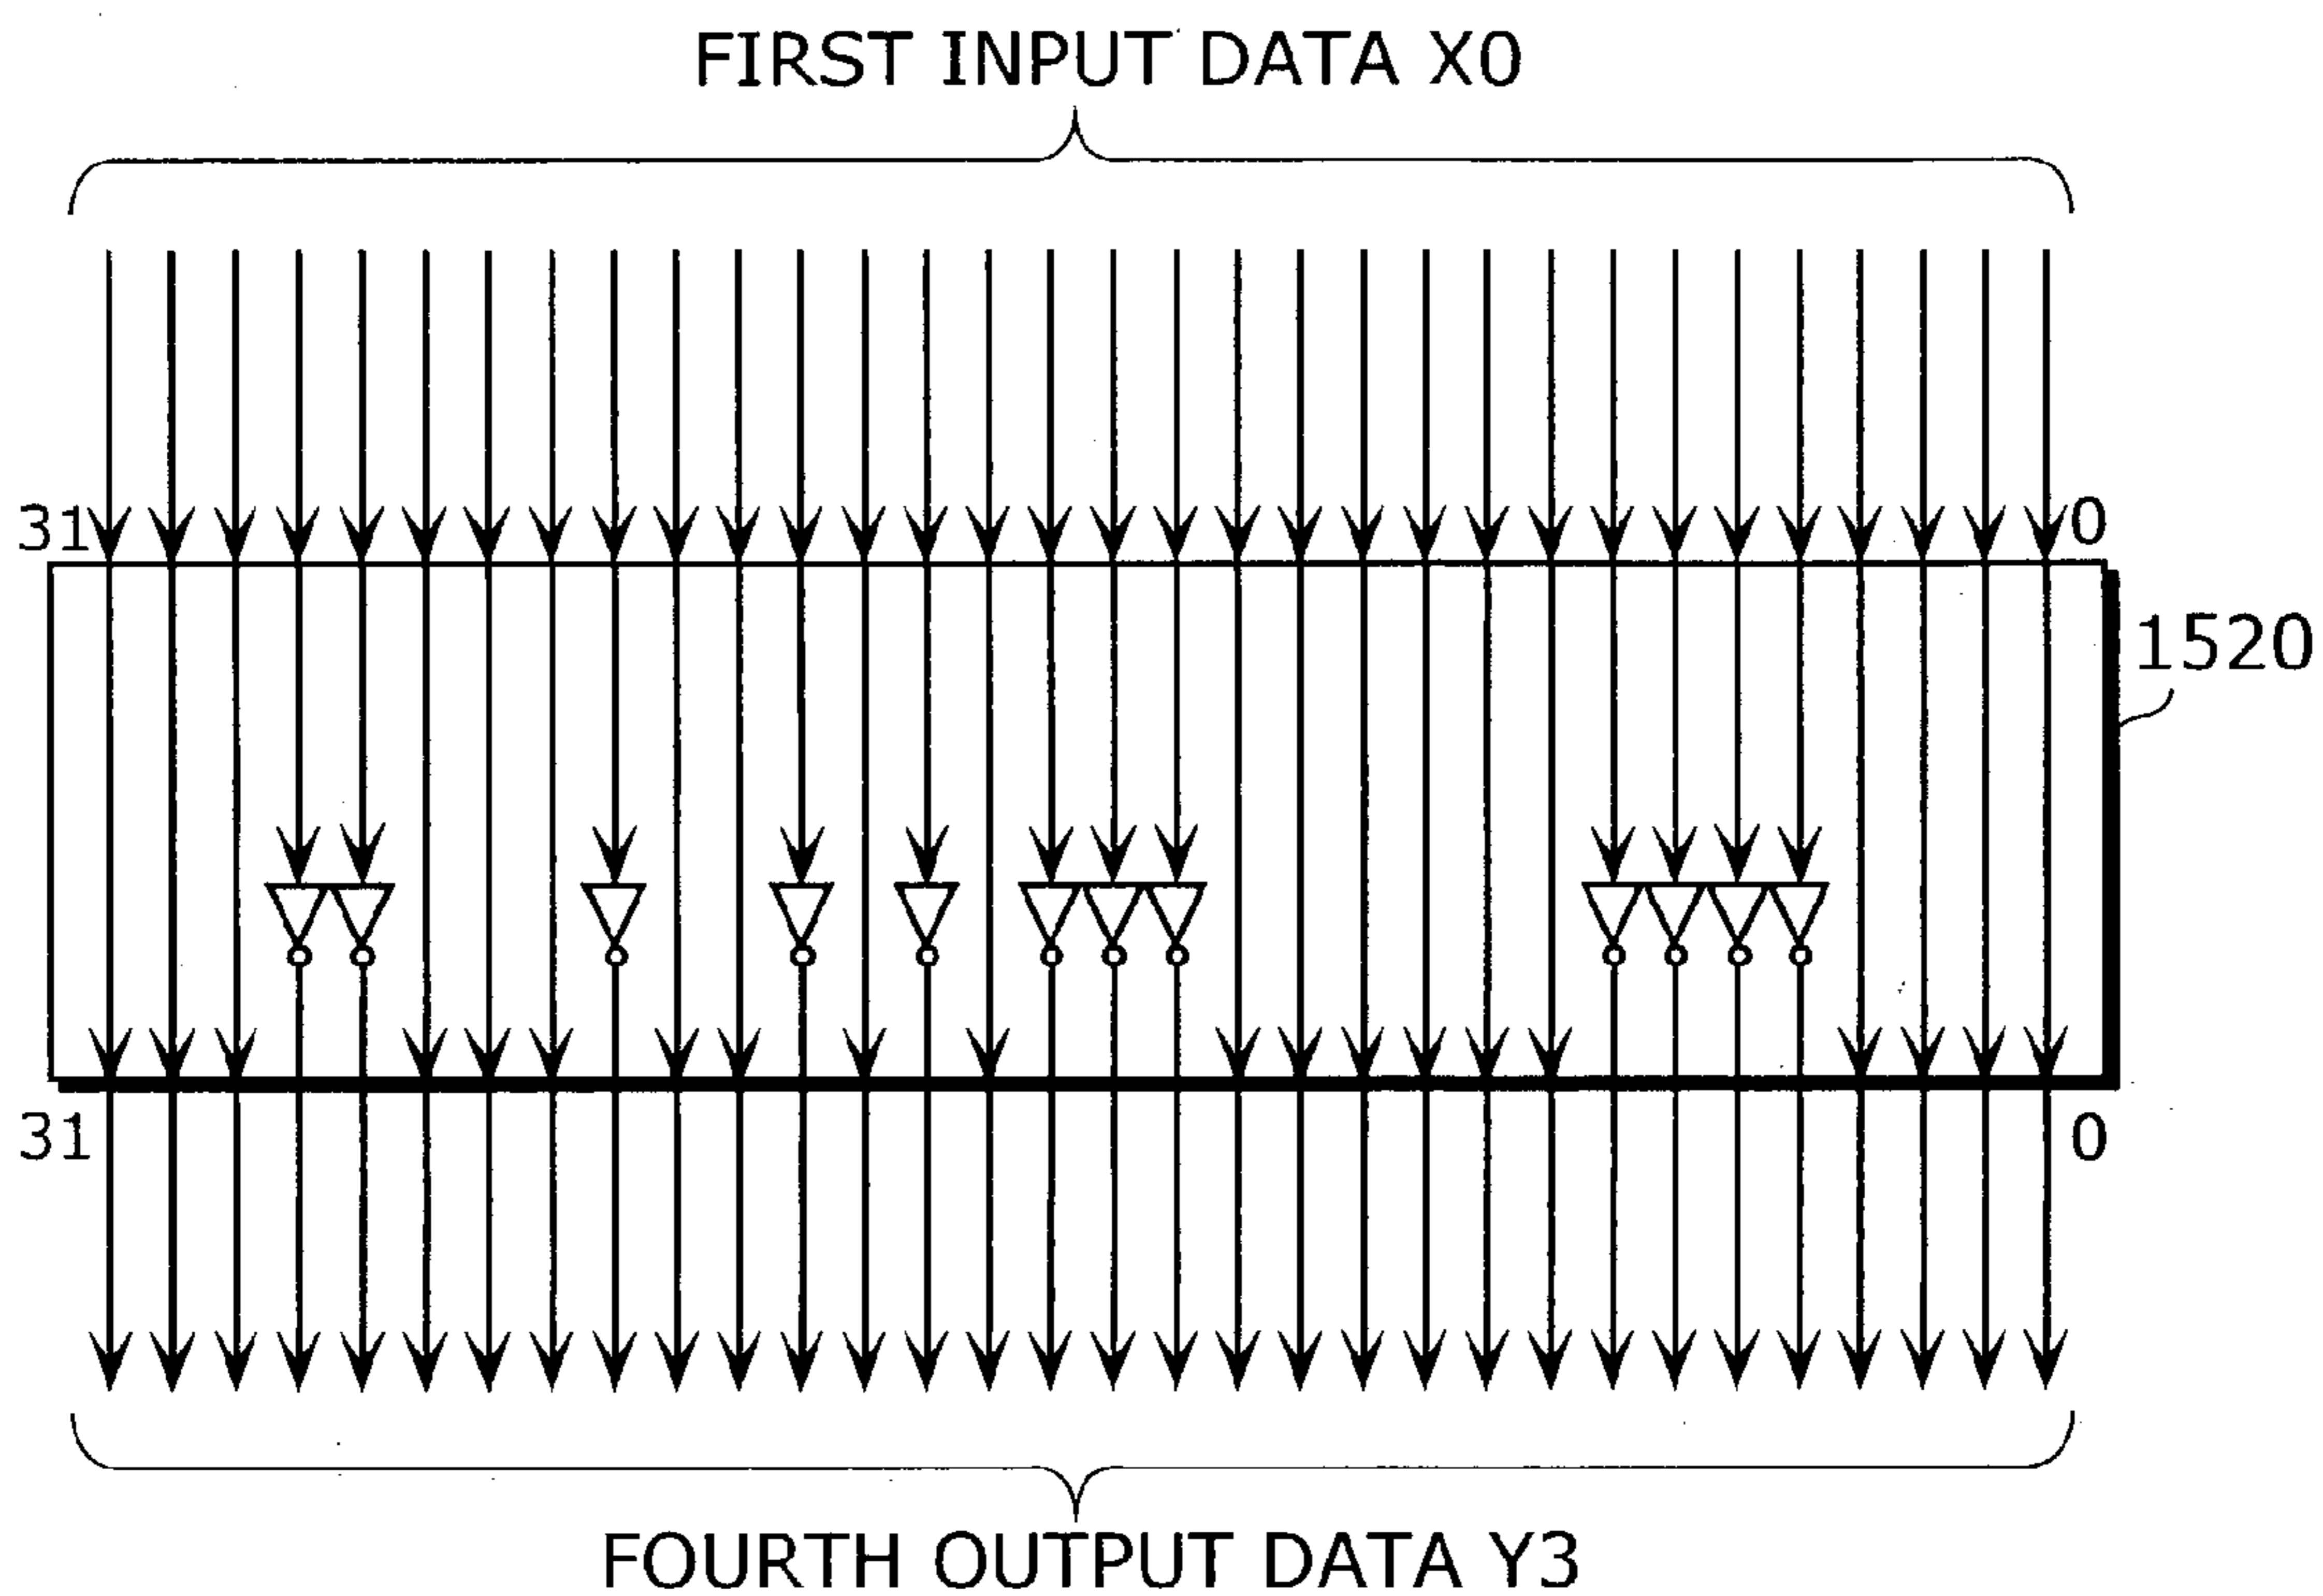 FIRST INPUT DATA X0
31 0
1520
31 0
FOURTH OUTPUT DATA Y3